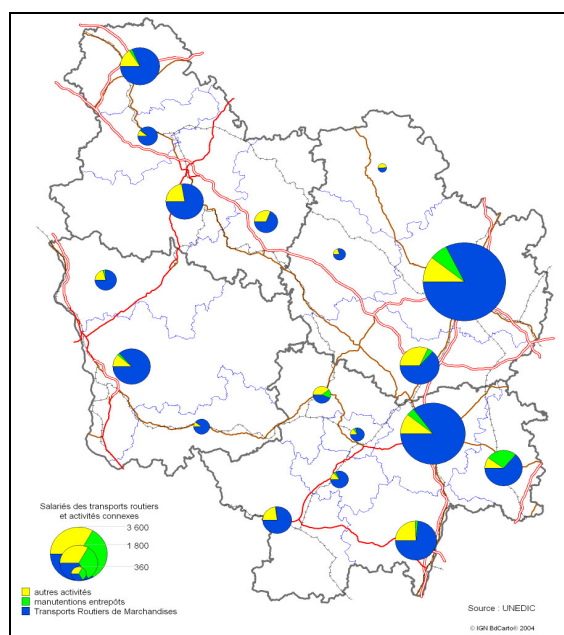 Salariés des transports routiers
et activités connexes
3 600
1 800
360
autres activités
manutentions entrepôts
Transports Routiers de Marchandises
Source : UNEDIC
© IGN BdCarto® 2004